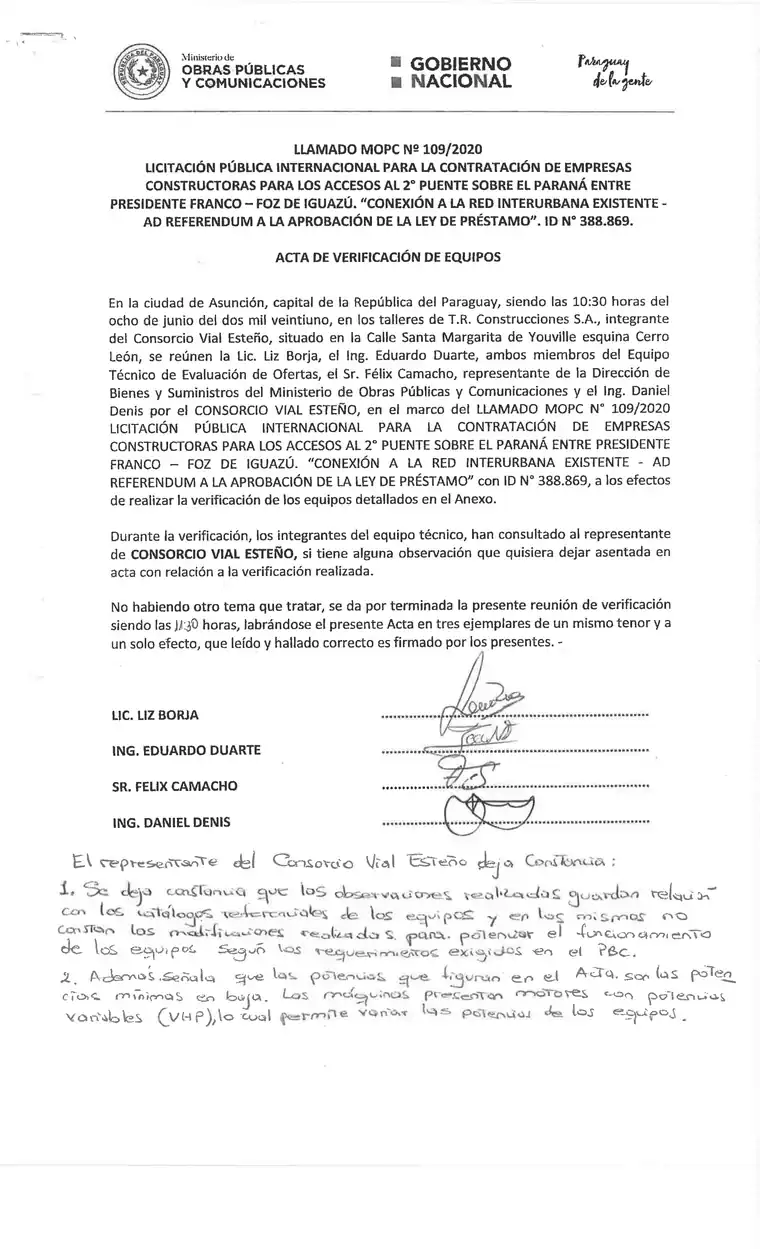 Ministerio de
OBRAS PÚBLICAS
Y COMUNICACIONES
GOBIERNO
NACIONAL
Paraguay
de la gente
REPUBLICA DEL PARAGUAY
LLAMADO MOPC Nº 109/2020
LICITACIÓN PÚBLICA INTERNACIONAL PARA LA CONTRATACIÓN DE EMPRESAS
CONSTRUCTORAS PARA LOS ACCESOS AL 2° PUENTE SOBRE EL PARANÁ ENTRE
PRESIDENTE FRANCO – FOZ DE IGUAZÚ. “CONEXIÓN A LA RED INTERURBANA EXISTENTE -
AD REFERENDUM A LA APROBACIÓN DE LA LEY DE PRÉSTAMO”. ID N° 388.869.
ACTA DE VERIFICACIÓN DE EQUIPOS
En la ciudad de Asunción, capital de la República del Paraguay, siendo las 10:30 horas del
ocho de junio del dos mil veintiuno, en los talleres de T.R. Construcciones S.A., integrante
del Consorcio Vial Esteño, situado en la Calle Santa Margarita de Youville esquina Cerro
León, se reúnen la Lic. Liz Borja, el Ing. Eduardo Duarte, ambos miembros del Equipo
Técnico de Evaluación de Ofertas, el Sr. Félix Camacho, representante de la Dirección de
Bienes y Suministros del Ministerio de Obras Públicas y Comunicaciones y el Ing. Daniel
Denis por el CONSORCIO VIAL ESTEÑO, en el marco del LLAMADO MOPC N° 109/2020
LICITACIÓN PÚBLICA INTERNACIONAL PARA LA CONTRATACIÓN DE EMPRESAS
CONSTRUCTORAS PARA LOS ACCESOS AL 2° PUENTE SOBRE EL PARANÁ ENTRE PRESIDENTE
FRANCO – FOZ DE IGUAZÚ. “CONEXIÓN A LA RED INTERURBANA EXISTENTE - AD
REFERENDUM A LA APROBACIÓN DE LA LEY DE PRÉSTAMO” con ID N° 388.869, a los efectos
de realizar la verificación de los equipos detallados en el Anexo.
Durante la verificación, los integrantes del equipo técnico, han consultado al representante
de CONSORCIO VIAL ESTEÑO, si tiene alguna observación que quisiera dejar asentada en
acta con relación a la verificación realizada.
No habiendo otro tema que tratar, se da por terminada la presente reunión de verificación
siendo las 11:30 horas, labrándose el presente Acta en tres ejemplares de un mismo tenor y a
un solo efecto, que leído y hallado correcto es firmado por los presentes. -
LIC. LIZ BORJA
ING. EDUARDO DUARTE
SR. FELIX CAMACHO
ING. DANIEL DENIS
El representante del Consorcio Vial Esteño deja Constancia :
1. Se deja constancia que las observaciones realizadas guardan relación
con los catálogos referenciales de los equipos y en los mismos no
constan las modificaciones realizadas para potenciar el funcionamiento
de los equipos según los requerimientos exigidos en el PBC.
2. Además señala que las potencias que figuran en el Acta son las poten
cias mínimas en baja. Las máquinas presentan motores con potencias
variables (VHP), lo cual permite variar las potencias de los equipos.